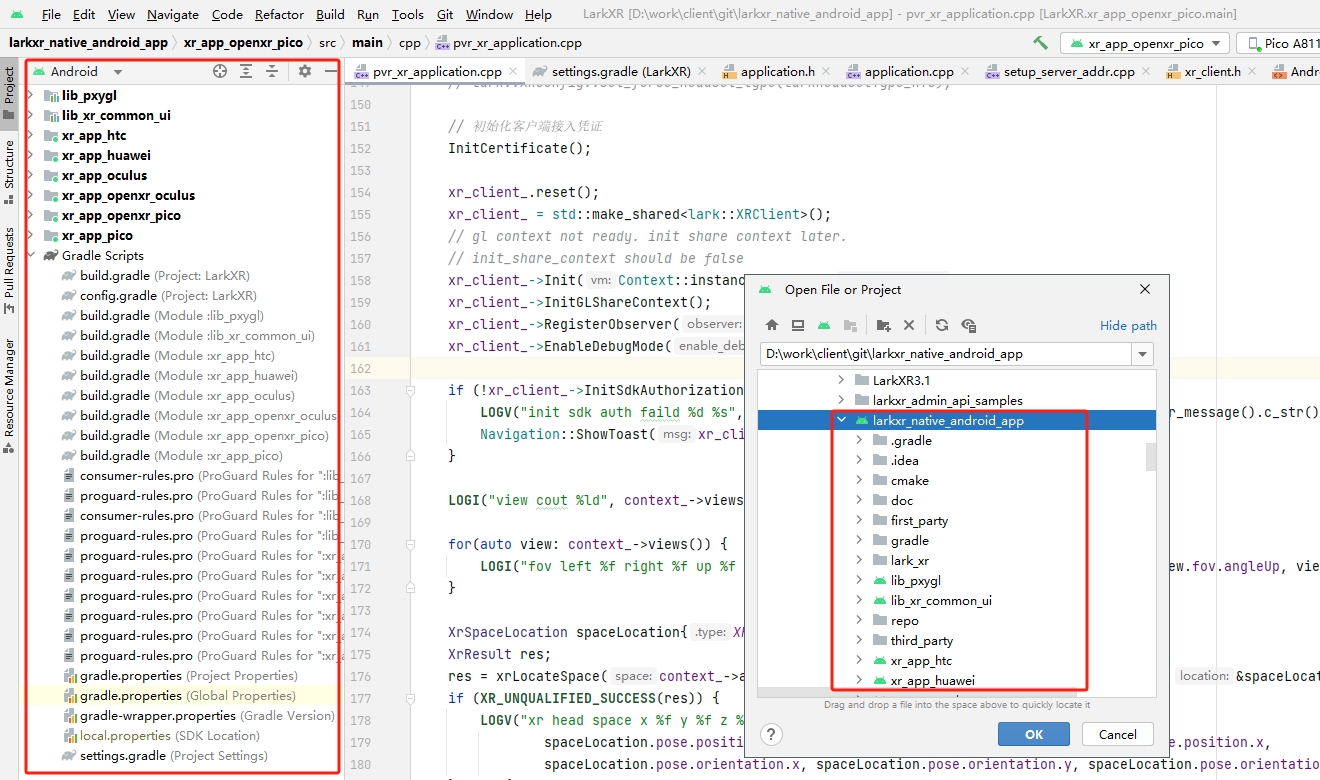 File Edit View Navigate Code Refactor Build Run Tools Git Window Help LarkXR [D:\work\client\git\larkxr_native_android_app] - pvr_xr_application.cpp [LarkXR.xr_app_openxr_pico.main]
larkxr_native_android_app xr_app_openxr_pico src main cpp pvr_xr_application.cpp xr_app_openxr_pico Pico A811
Project
Structure
Pull Requests
Resource Manager
Android
lib_pxygl
lib_xr_common_ui
xr_app_htc
xr_app_huawei
xr_app_oculus
xr_app_openxr_oculus
xr_app_openxr_pico
xr_app_pico
Gradle Scripts
build.gradle (Project: LarkXR)
config.gradle (Project: LarkXR)
build.gradle (Module :lib_pxygl)
build.gradle (Module :lib_xr_common_ui)
build.gradle (Module :xr_app_htc)
build.gradle (Module :xr_app_huawei)
build.gradle (Module :xr_app_oculus)
build.gradle (Module :xr_app_openxr_oculus
build.gradle (Module :xr_app_openxr_pico)
build.gradle (Module :xr_app_pico)
consumer-rules.pro (ProGuard Rules for ":lib
proguard-rules.pro (ProGuard Rules for ":lib
consumer-rules.pro (ProGuard Rules for ":lib
proguard-rules.pro (ProGuard Rules for ":lib
proguard-rules.pro (ProGuard Rules for ":xr_a
proguard-rules.pro (ProGuard Rules for ":xr_a
proguard-rules.pro (ProGuard Rules for ":xr_a
proguard-rules.pro (ProGuard Rules for ":xr_a
proguard-rules.pro (ProGuard Rules for ":xr_a
proguard-rules.pro (ProGuard Rules for ":xr_a
gradle.properties (Project Properties)
gradle.properties (Global Properties)
gradle-wrapper.properties (Gradle Version)
local.properties (SDK Location)
settings.gradle (Project Settings)
pvr_xr_application.cpp settings.gradle (LarkXR) application.h application.cpp setup_server_addr.cpp xr_client.h Andr
150
151 // 初始化客户端接入凭证
152 InitCertificate();
153
154 xr_client_.reset();
155 xr_client_ = std::make_shared<lark::XRClient>();
156 // gl context not ready. init share context later.
157 // init_share_context should be false
158 xr_client_->Init( vm: Context::instanc
159 xr_client_->InitGLShareContext();
160 xr_client_->RegisterObserver( observer:
161 xr_client_->EnableDebugMode( enable_deb
162
163 if (!xr_client_->InitSdkAuthorization
164 LOGV("init sdk auth faild %d %s", r_message().c_str()
165 Navigation::ShowToast( msg: xr_cli
166 }
167
168 LOGI("view cout %ld", context_->views
169
170 for(auto view: context_->views()) {
171 LOGI("fov left %f right %f up %f w.fov.angleUp, vie
172 }
173
174 XrSpaceLocation spaceLocation{ .type: XR
175 XrResult res;
176 res = xrLocateSpace( space: context_->a location: &spaceLocat
177 if (XR_UNQUALIFIED_SUCCESS(res)) {
178 LOGV("xr head space x %f y %f z %
179 spaceLocation.pose.positi e.position.x,
180 spaceLocation.pose.orientation.x, spaceLocation.pose.orientation.y, spaceLocation.pose.orientation
Open File or Project
Hide path
D:\work\client\git\larkxr_native_android_app
LarkXR3.1
larkxr_admin_api_samples
larkxr_native_android_app
.gradle
.idea
cmake
doc
first_party
gradle
lark_xr
lib_pxygl
lib_xr_common_ui
repo
third_party
xr_app_htc
xr_app_huawei
Drag and drop a file into the space above to quickly locate it
? OK Cancel